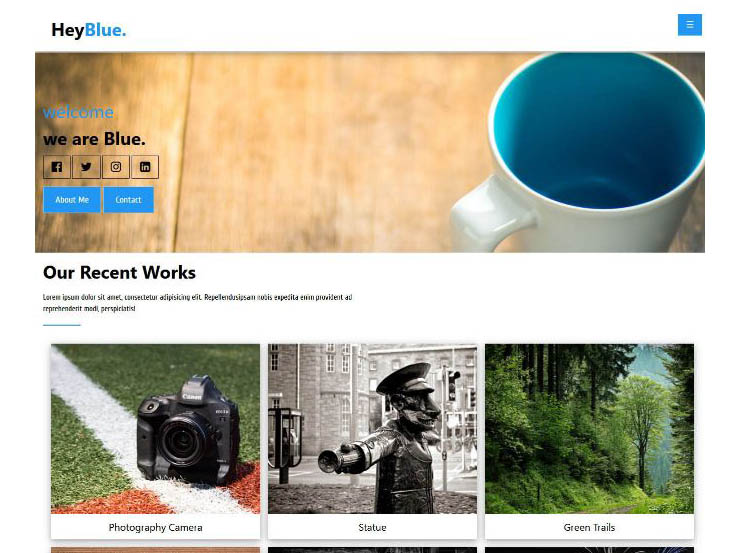 HeyBlue.
☰
welcome
we are Blue.
About Me Contact
Our Recent Works
Lorem ipsum dolor sit amet, consectetur adipisicing elit. Repellendusipsam nobis expedita enim provident ad
reprehenderit modi, perspiciatis!
Canon
Photography Camera Statue Green Trails